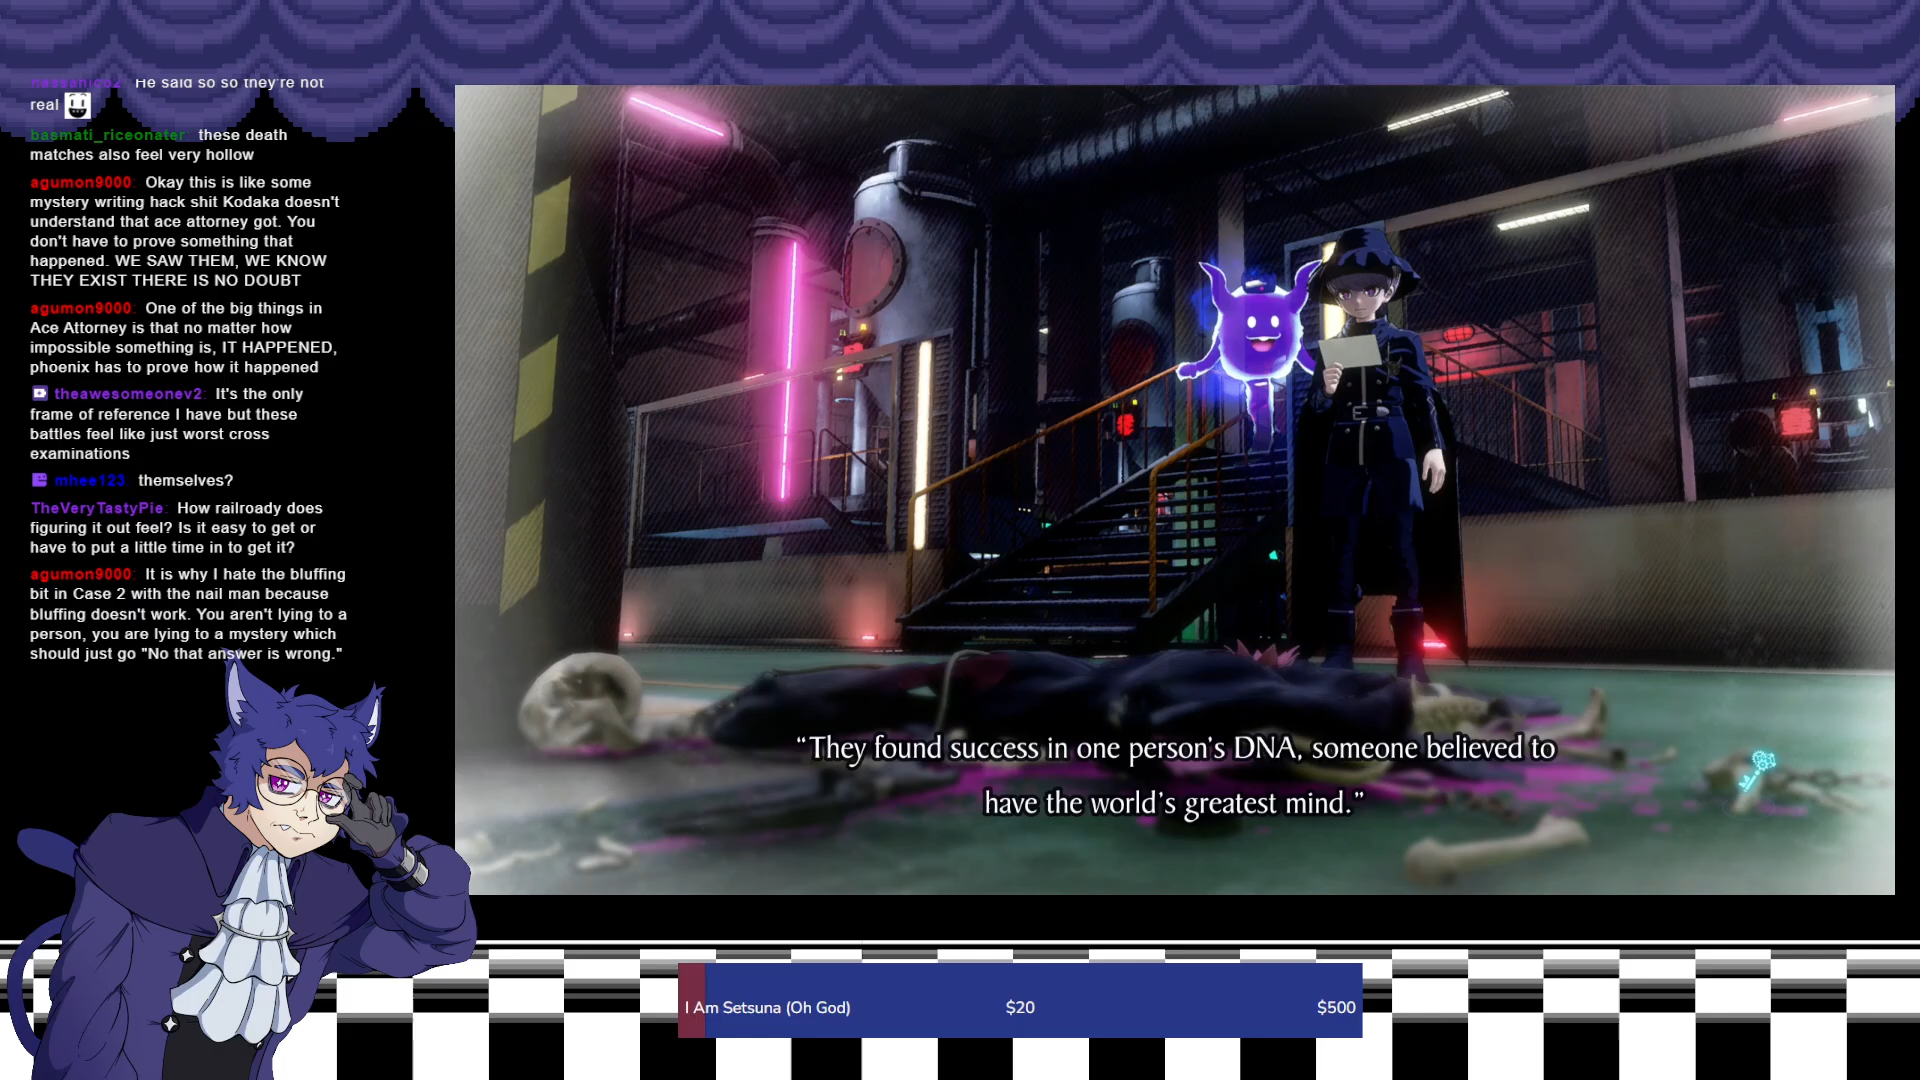 nassanico2: He said so so they're not
real
basmati_riceonater: these death
matches also feel very hollow
agumon9000: Okay this is like some
mystery writing hack shit Kodaka doesn't
understand that ace attorney got. You
don't have to prove something that
happened. WE SAW THEM, WE KNOW
THEY EXIST THERE IS NO DOUBT
agumon9000: One of the big things in
Ace Attorney is that no matter how
impossible something is, IT HAPPENED,
phoenix has to prove how it happened
theawesomeonev2: It's the only
frame of reference I have but these
battles feel like just worst cross
examinations
mhee123: themselves?
TheVeryTastyPie: How railroady does
figuring it out feel? Is it easy to get or
have to put a little time in to get it?
agumon9000: It is why I hate the bluffing
bit in Case 2 with the nail man because
bluffing doesn't work. You aren't lying to a
person, you are lying to a mystery which
should just go "No that answer is wrong."
“They found success in one person's DNA, someone believed to
have the world's greatest mind.”
I Am Setsuna (Oh God) $20 $500